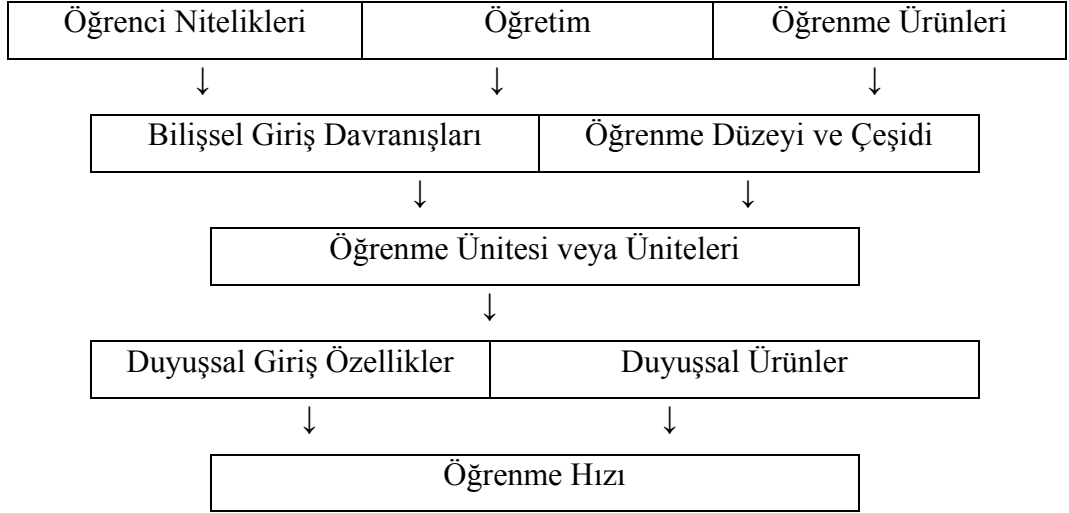 Öğrenci Nitelikleri Öğretim Öğrenme Ürünleri
↓ ↓ ↓
Bilişsel Giriş Davranışları Öğrenme Düzeyi ve Çeşidi
↓ ↓
Öğrenme Ünitesi veya Üniteleri
↓
Duyuşsal Giriş Özellikler Duyuşsal Ürünler
↓ ↓
Öğrenme Hızı